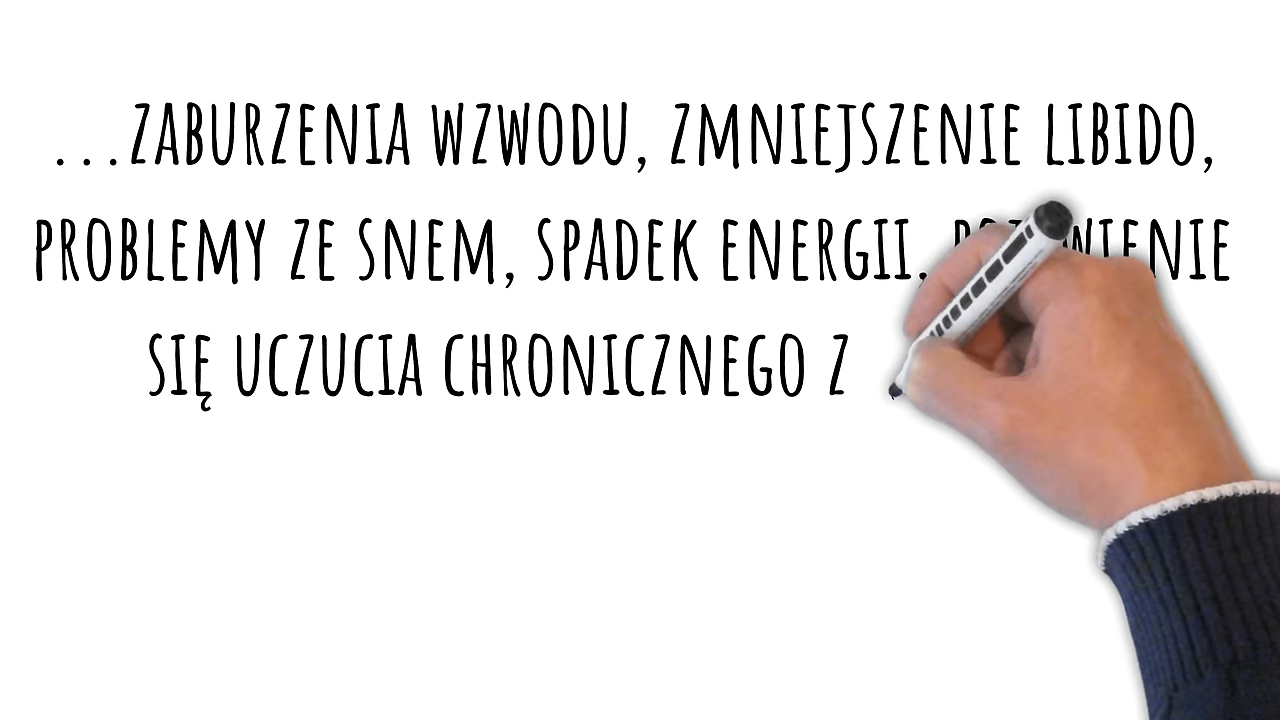 ...ZABURZENIA WZWODU, ZMNIEJSZENIE LIBIDO,
PROBLEMY ZE SNEM, SPADEK ENERGII,
SIĘ UCZUCIA CHRONICZNEGO Z